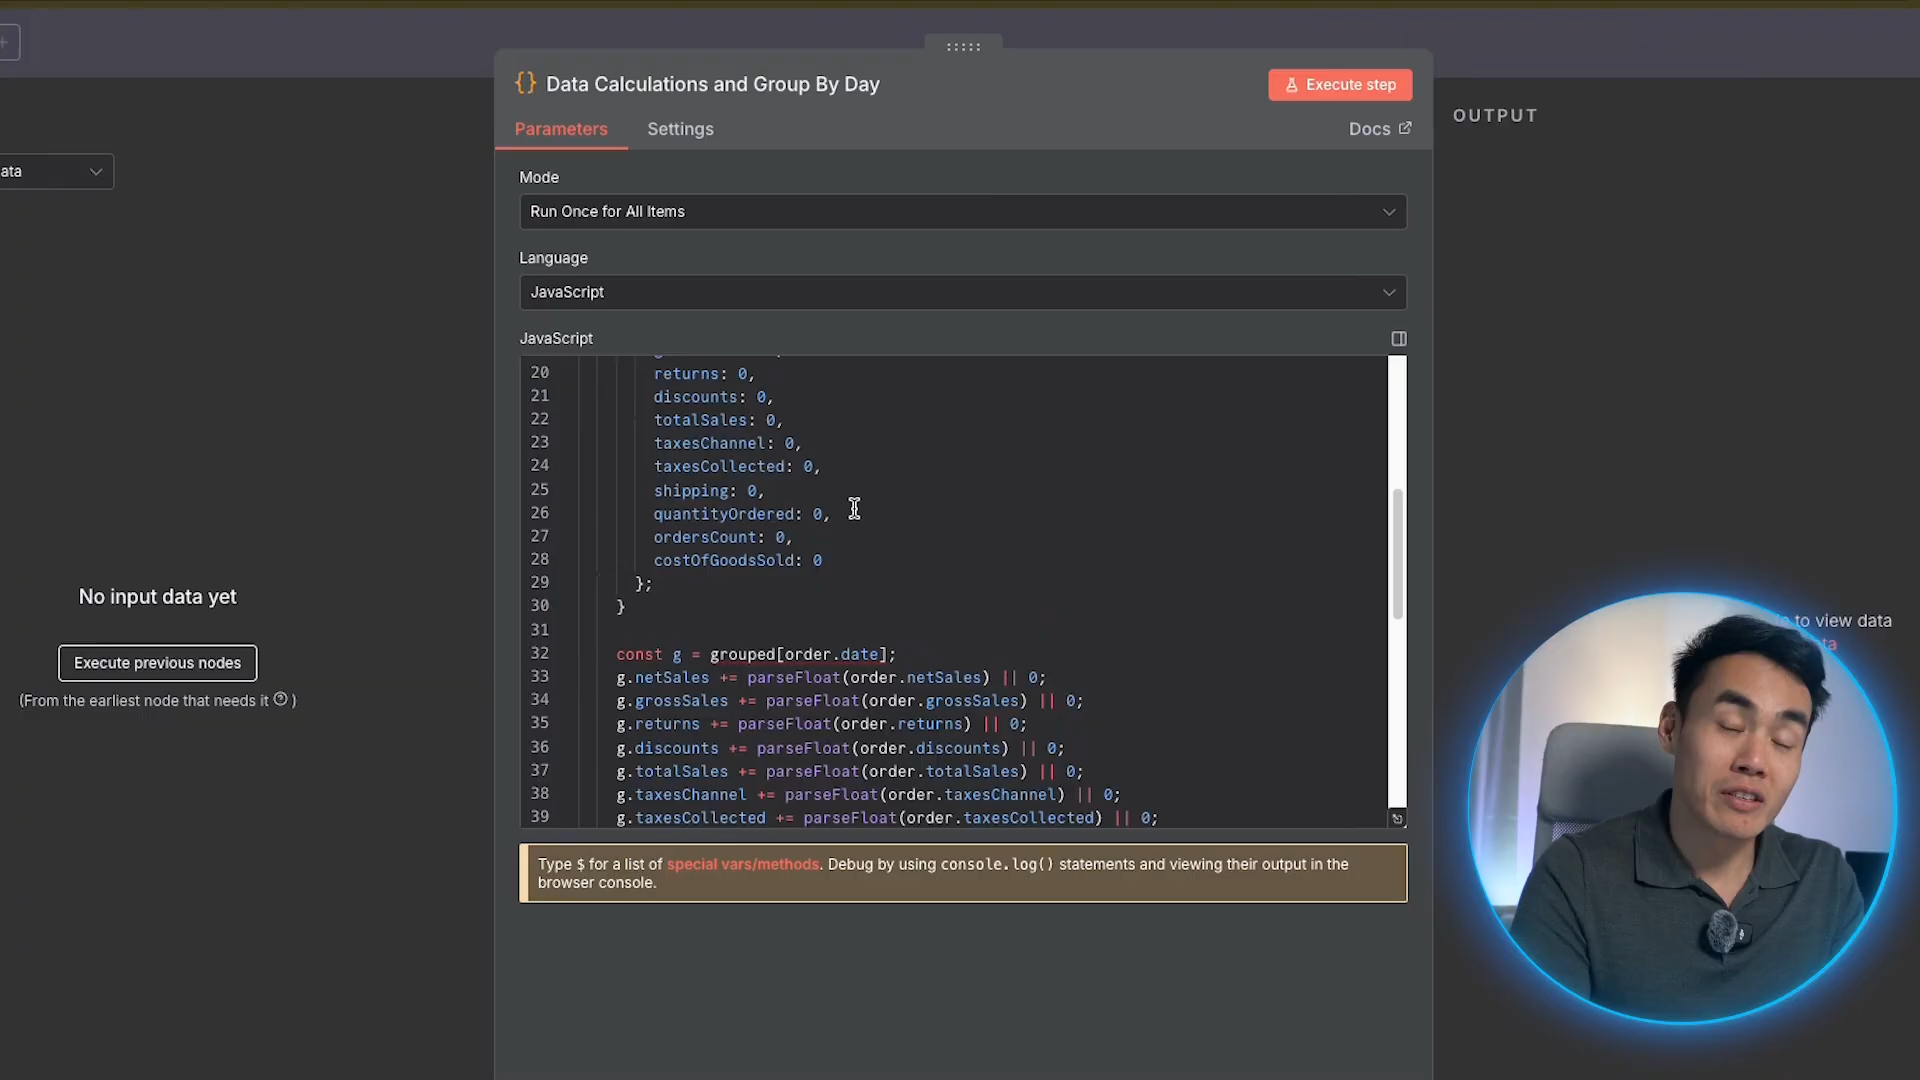 Data Calculations and Group By Day
Execute step
OUTPUT
Parameters
Settings
Docs
ata
Mode
Run Once for All Items
Language
JavaScript
JavaScript
20 returns: 0,
21 discounts: 0,
22 totalSales: 0,
23 taxesChannel: 0,
24 taxesCollected: 0,
25 shipping: 0,
26 quantityOrdered: 0,
27 ordersCount: 0,
28 costOfGoodsSold: 0
29 };
30 }
31
32 const g = grouped[order.date];
33 g.netSales += parseFloat(order.netSales) || 0;
34 g.grossSales += parseFloat(order.grossSales) || 0;
35 g.returns += parseFloat(order.returns) || 0;
36 g.discounts += parseFloat(order.discounts) || 0;
37 g.totalSales += parseFloat(order.totalSales) || 0;
38 g.taxesChannel += parseFloat(order.taxesChannel) || 0;
39 g.taxesCollected += parseFloat(order.taxesCollected) || 0;
No input data yet
Execute previous nodes
(From the earliest node that needs it ? )
to view data
Type $ for a list of special vars/methods. Debug by using console.log() statements and viewing their output in the
browser console.